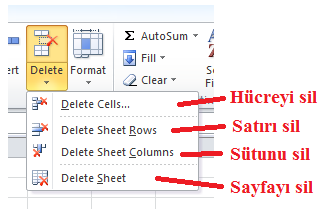 Σ AutoSum
Fill
Clear
ert Delete Format
Delete Cells...
Hücreyi sil
Delete Sheet Rows
Satırı sil
Delete Sheet Columns
Sütunu sil
Delete Sheet
Sayfayı sil